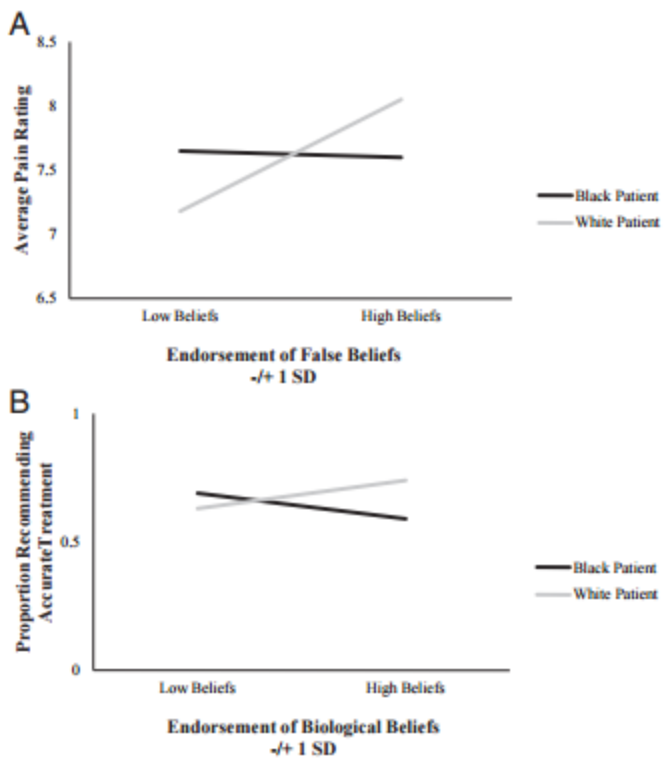 A
8.5
8
7.5
7
6.5
Average Pain Rating
Low Beliefs
High Beliefs
Endorsement of False Beliefs
-/+ 1 SD
Black Patient
White Patient
B
1
0.5
0
Proportion Recommending
AccurateTreatment
Low Beliefs
High Beliefs
Endorsement of Biological Beliefs
-/+ 1 SD
Black Patient
White Patient